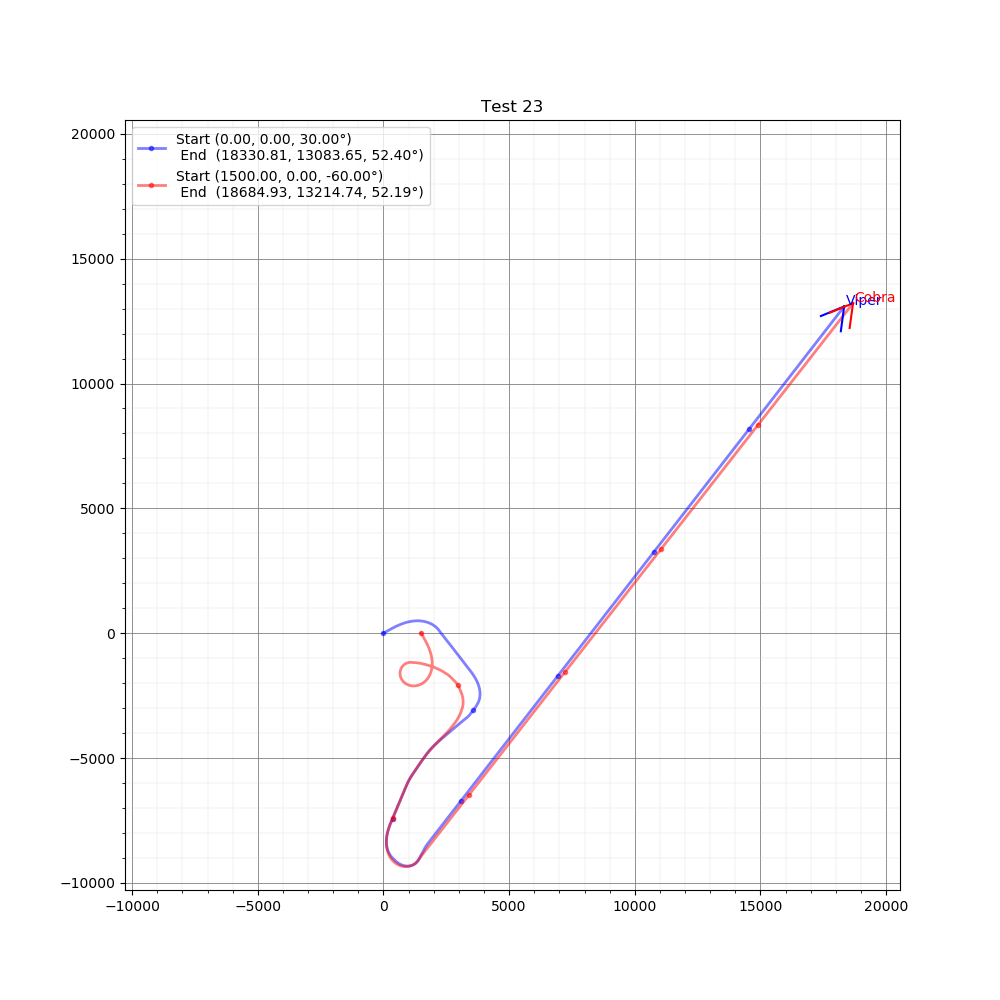 Test 23
Start (0.00, 0.00, 30.00°)
End (18330.81, 13083.65, 52.40°)
Start (1500.00, 0.00, -60.00°)
End (18684.93, 13214.74, 52.19°)
20000
15000
10000
5000
0
−5000
−10000
Viper
Cobra
−10000
−5000
0
5000
10000
15000
20000